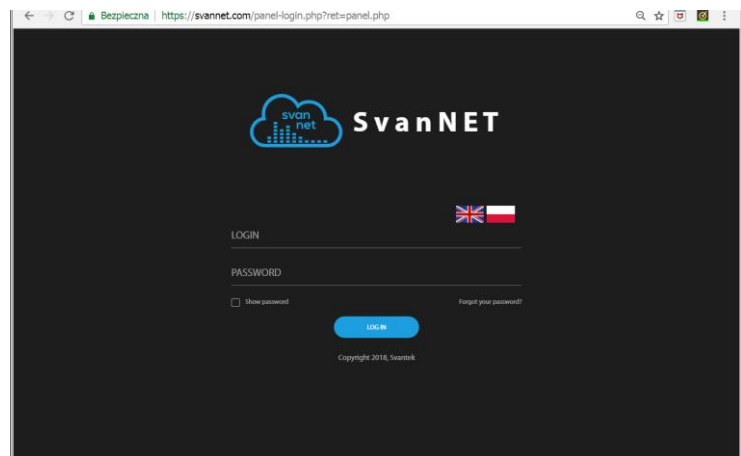 Bezpieczna | https://svannet.com/panel-login.php?ret=panel.php
svan
net
SvanNET
LOGIN
PASSWORD
Show password Forgot your password?
LOG IN
Copyright 2018, Svantek